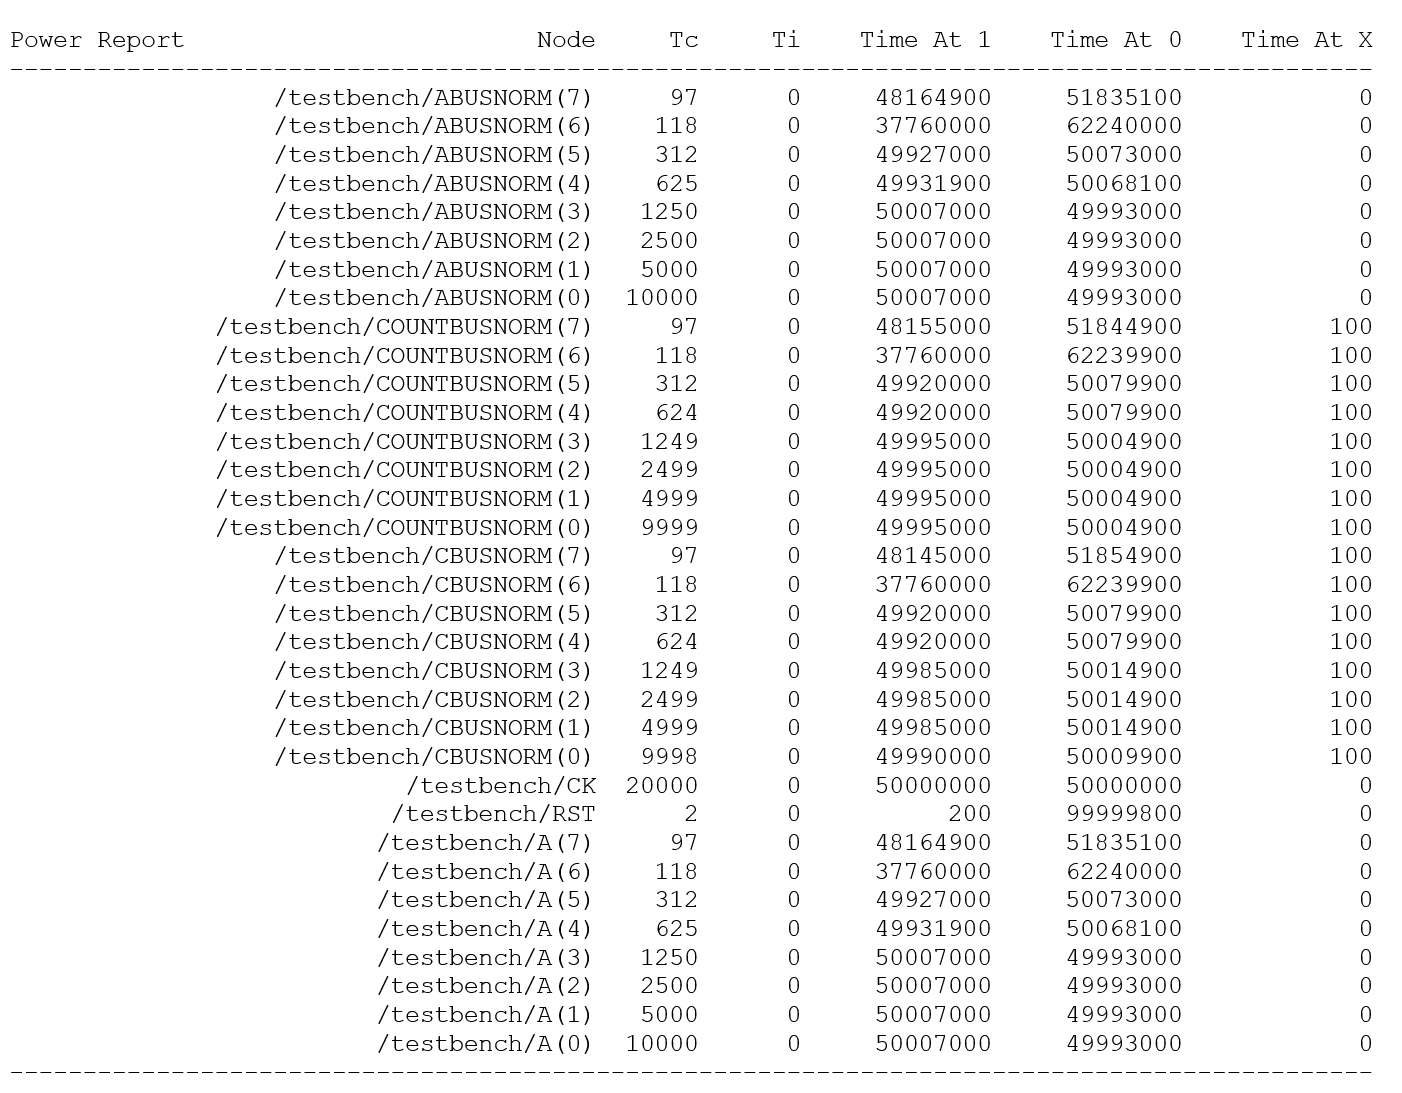 Power Report Node Tc Ti Time At 1 Time At 0 Time At X
--------------------------------------------------------------------------------------------
/testbench/ABUSNORM(7) 97 0 48164900 51835100 0
/testbench/ABUSNORM(6) 118 0 37760000 62240000 0
/testbench/ABUSNORM(5) 312 0 49927000 50073000 0
/testbench/ABUSNORM(4) 625 0 49931900 50068100 0
/testbench/ABUSNORM(3) 1250 0 50007000 49993000 0
/testbench/ABUSNORM(2) 2500 0 50007000 49993000 0
/testbench/ABUSNORM(1) 5000 0 50007000 49993000 0
/testbench/ABUSNORM(0) 10000 0 50007000 49993000 0
/testbench/COUNTBUSNORM(7) 97 0 48155000 51844900 100
/testbench/COUNTBUSNORM(6) 118 0 37760000 62239900 100
/testbench/COUNTBUSNORM(5) 312 0 49920000 50079900 100
/testbench/COUNTBUSNORM(4) 624 0 49920000 50079900 100
/testbench/COUNTBUSNORM(3) 1249 0 49995000 50004900 100
/testbench/COUNTBUSNORM(2) 2499 0 49995000 50004900 100
/testbench/COUNTBUSNORM(1) 4999 0 49995000 50004900 100
/testbench/COUNTBUSNORM(0) 9999 0 49995000 50004900 100
/testbench/CBUSNORM(7) 97 0 48145000 51854900 100
/testbench/CBUSNORM(6) 118 0 37760000 62239900 100
/testbench/CBUSNORM(5) 312 0 49920000 50079900 100
/testbench/CBUSNORM(4) 624 0 49920000 50079900 100
/testbench/CBUSNORM(3) 1249 0 49985000 50014900 100
/testbench/CBUSNORM(2) 2499 0 49985000 50014900 100
/testbench/CBUSNORM(1) 4999 0 49985000 50014900 100
/testbench/CBUSNORM(0) 9998 0 49990000 50009900 100
/testbench/CK 20000 0 50000000 50000000 0
/testbench/RST 2 0 200 99999800 0
/testbench/A(7) 97 0 48164900 51835100 0
/testbench/A(6) 118 0 37760000 62240000 0
/testbench/A(5) 312 0 49927000 50073000 0
/testbench/A(4) 625 0 49931900 50068100 0
/testbench/A(3) 1250 0 50007000 49993000 0
/testbench/A(2) 2500 0 50007000 49993000 0
/testbench/A(1) 5000 0 50007000 49993000 0
/testbench/A(0) 10000 0 50007000 49993000 0
--------------------------------------------------------------------------------------------